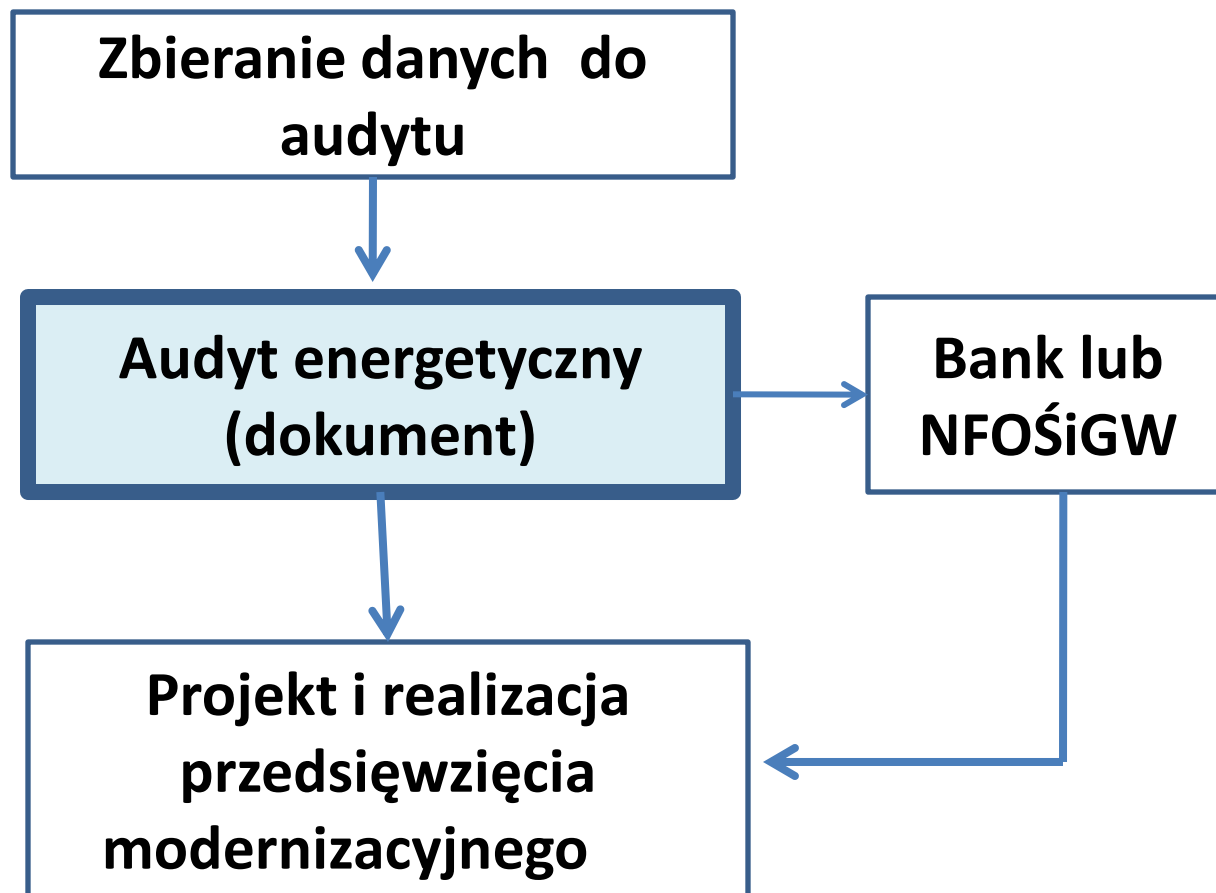 Zbieranie danych  do
audytu
Audyt energetyczny
(dokument)
Bank lub
NFOŚiGW
Projekt i realizacja
przedsięwzięcia
modernizacyjnego